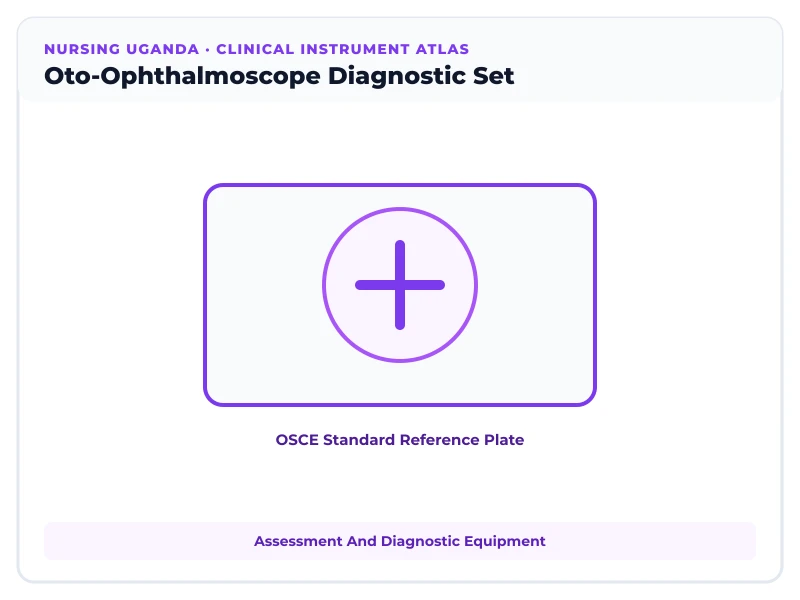 NURSING UGANDA · CLINICAL INSTRUMENT ATLAS
Oto-Ophthalmoscope Diagnostic Set
OSCE Standard Reference Plate
Assessment And Diagnostic Equipment